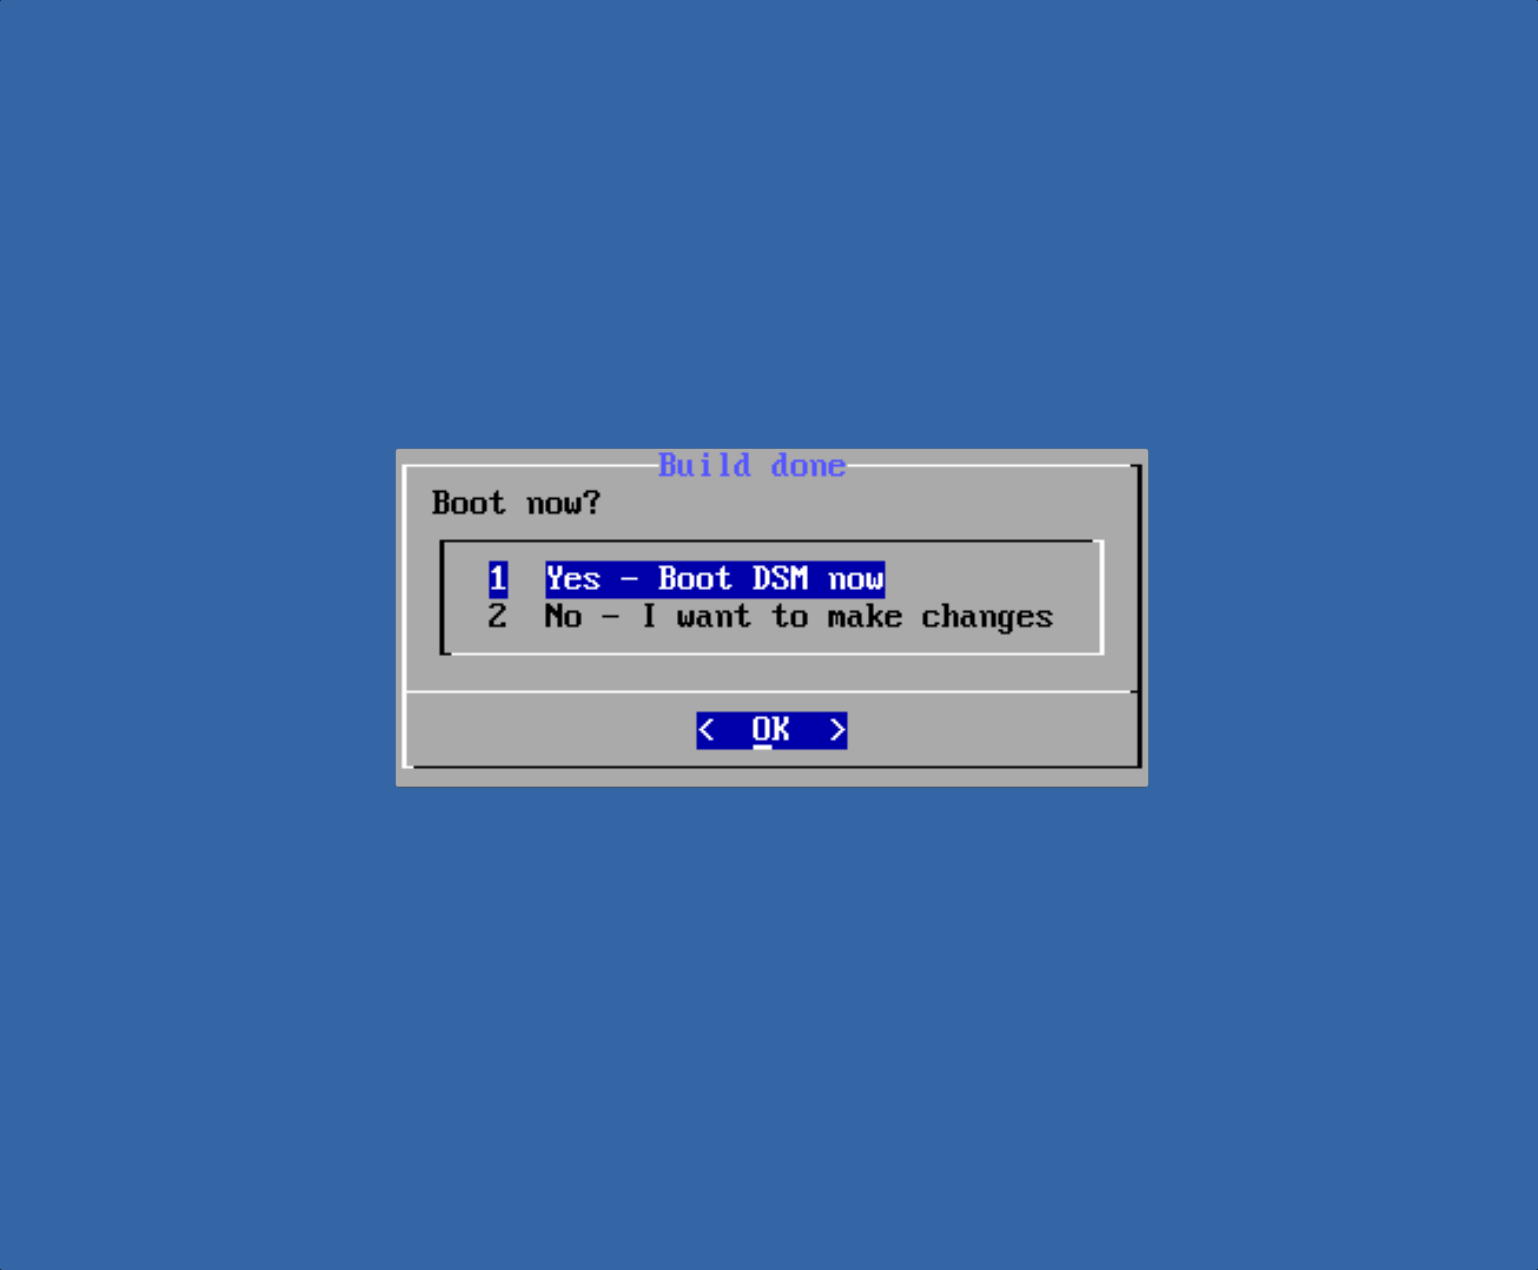 Build done
Boot now?
1 Yes - Boot DSM now
2 No - I want to make changes
< OK >